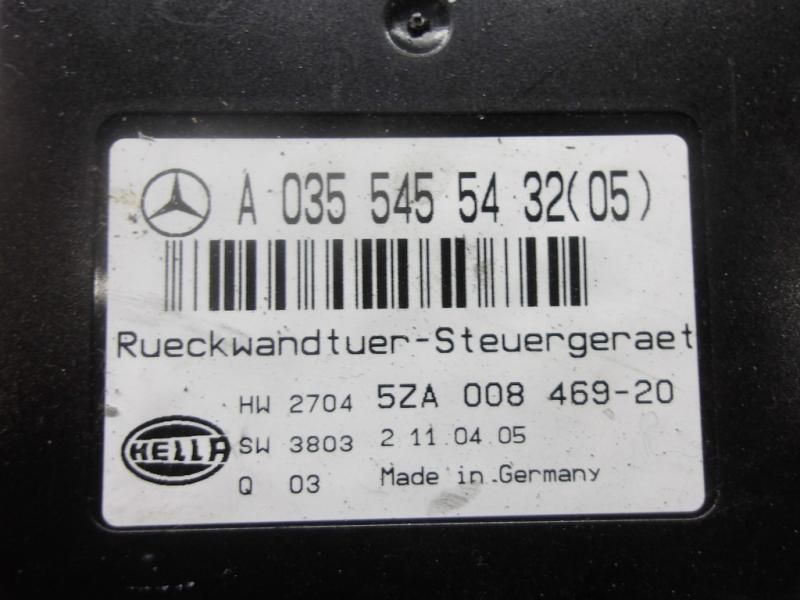 A 035 545 54 32(05)
Rueckwandtuer-Steuergeraet
HW 2704 5ZA 008 469-20
HELLA SW 3803 2 11.04.05
Q 03 Made in Germany